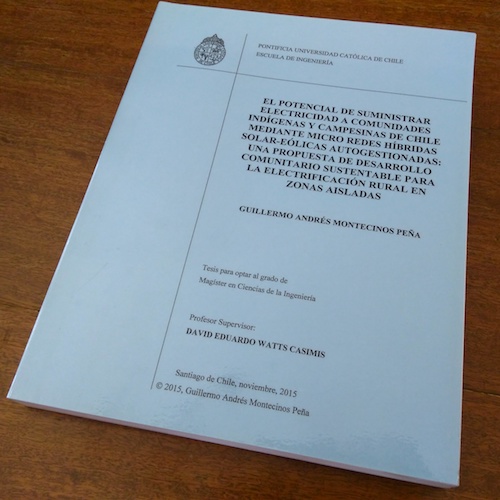 PONTIFICIA UNIVERSIDAD CATÓLICA DE CHILE
ESCUELA DE INGENIERÍA
EL POTENCIAL DE SUMINISTRAR
ELECTRICIDAD A COMUNIDADES
INDÍGENAS Y CAMPESINAS DE CHILE
MEDIANTE MICRO REDES HÍBRIDAS
SOLAR-EÓLICAS AUTOGESTIONADAS:
UNA PROPUESTA DE DESARROLLO
COMUNITARIO SUSTENTABLE PARA
LA ELECTRIFICACIÓN RURAL EN
ZONAS AISLADAS
GUILLERMO ANDRÉS MONTECINOS PEÑA
Tesis para optar al grado de
Magíster en Ciencias de la Ingeniería
Profesor Supervisor:
DAVID EDUARDO WATTS CASIMIS
Santiago de Chile, noviembre, 2015
© 2015, Guillermo Andrés Montecinos Peña